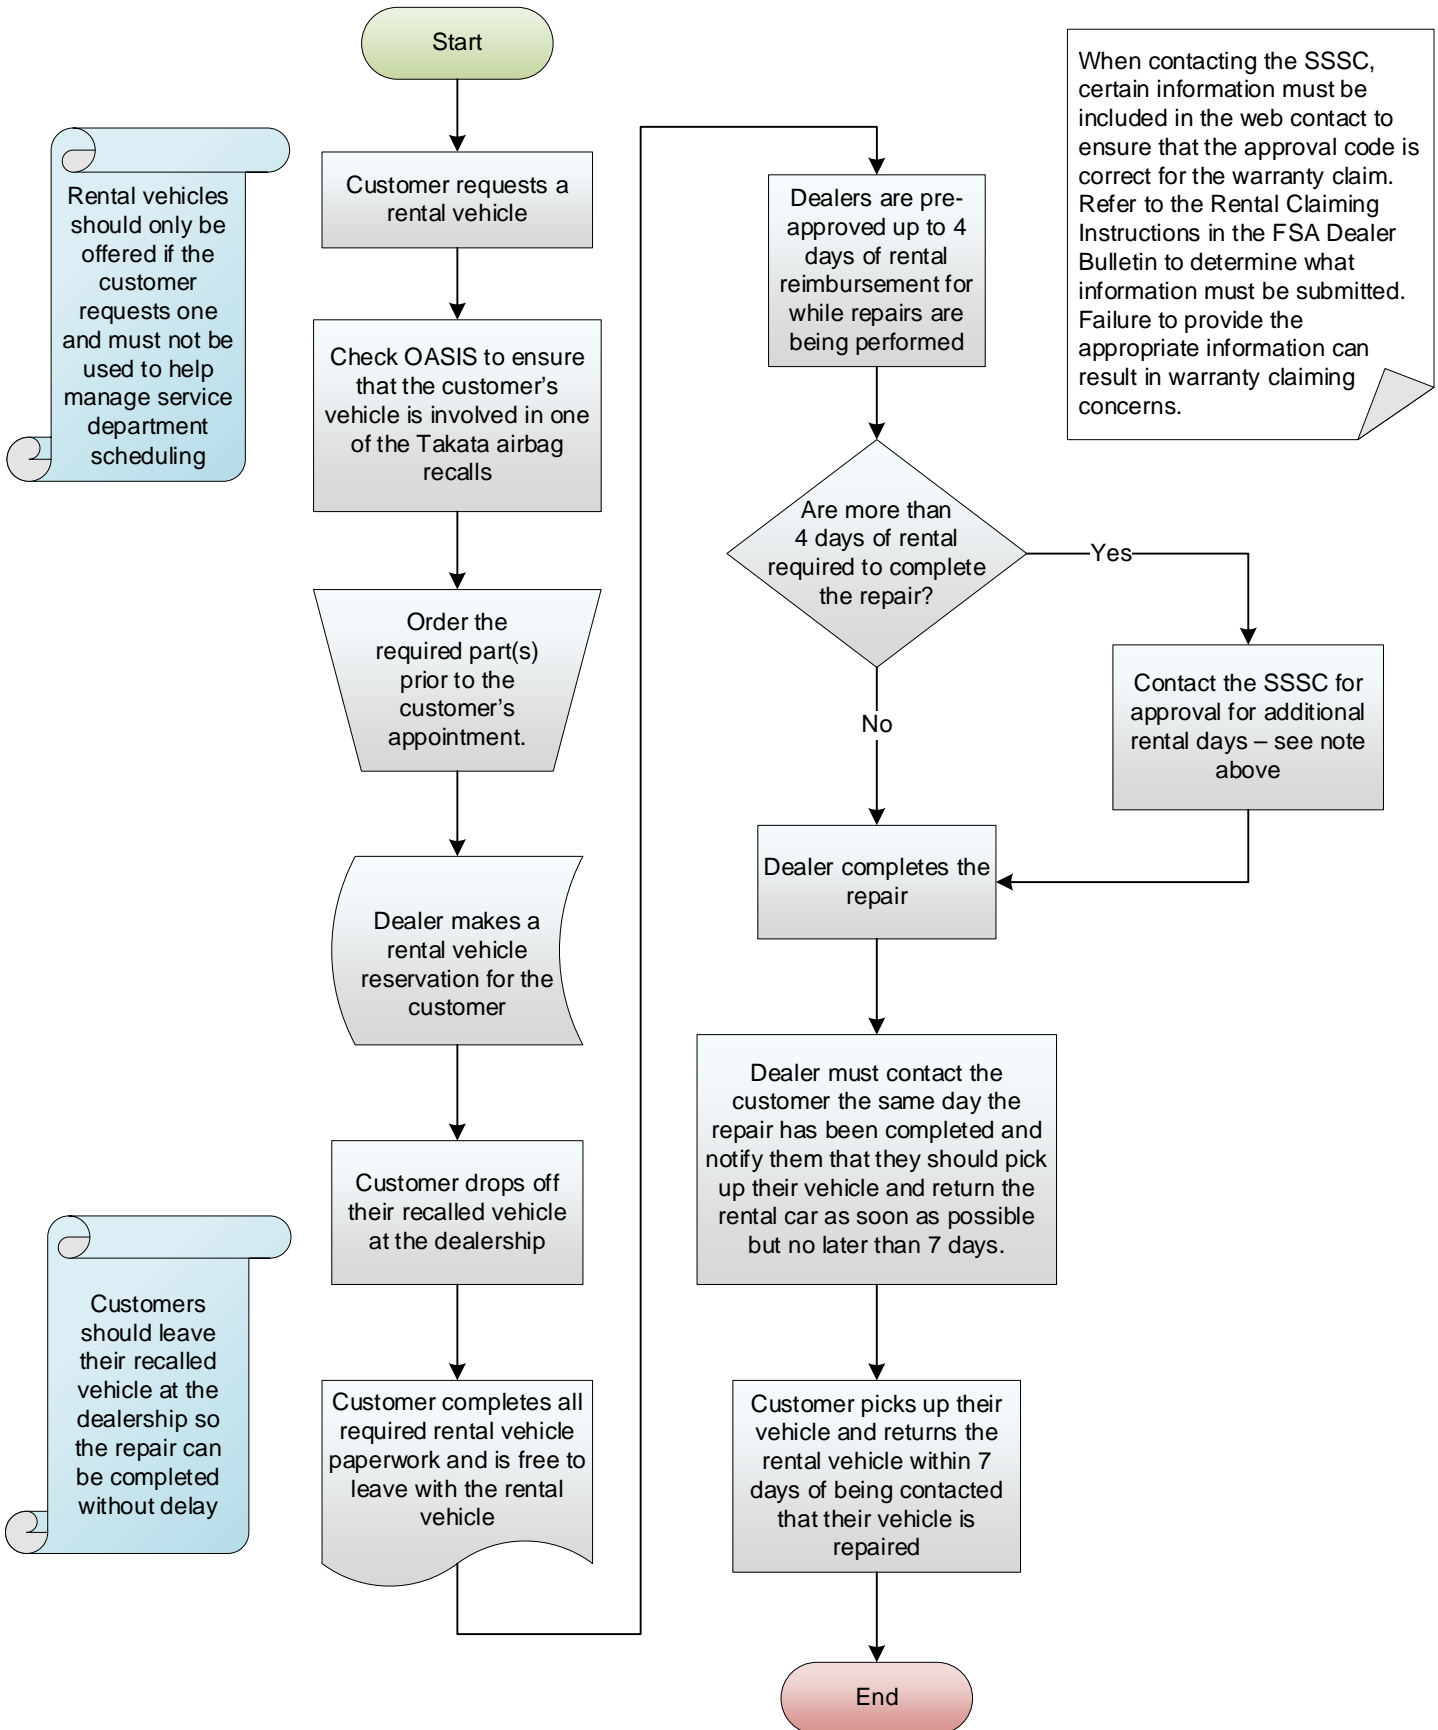 Start
Rental vehicles
should only be
offered if the
customer
requests one
and must not be
used to help
manage service
department
scheduling
Customer requests a
rental vehicle
Check OASIS to ensure
that the customer's
vehicle is involved in one
of the Takata airbag
recalls
Order the
required part(s)
prior to the
customer's
appointment.
Dealer makes a
rental vehicle
reservation for the
customer
Customer drops off
their recalled vehicle
at the dealership
Customers
should leave
their recalled
vehicle at the
dealership so
the repair can
be completed
without delay
Customer completes all
required rental vehicle
paperwork and is free to
leave with the rental
vehicle
Dealers are pre-
approved up to 4
days of rental
reimbursement for
while repairs are
being performed
When contacting the SSSC,
certain information must be
included in the web contact to
ensure that the approval code is
correct for the warranty claim.
Refer to the Rental Claiming
Instructions in the FSA Dealer
Bulletin to determine what
information must be submitted.
Failure to provide the
appropriate information can
result in warranty claiming
concerns.
Are more than
4 days of rental
required to complete
the repair?
Yes
Contact the SSSC for
approval for additional
rental days – see note
above
No
Dealer completes the
repair
Dealer must contact the
customer the same day the
repair has been completed and
notify them that they should pick
up their vehicle and return the
rental car as soon as possible
but no later than 7 days.
Customer picks up their
vehicle and returns the
rental vehicle within 7
days of being contacted
that their vehicle is
repaired
End